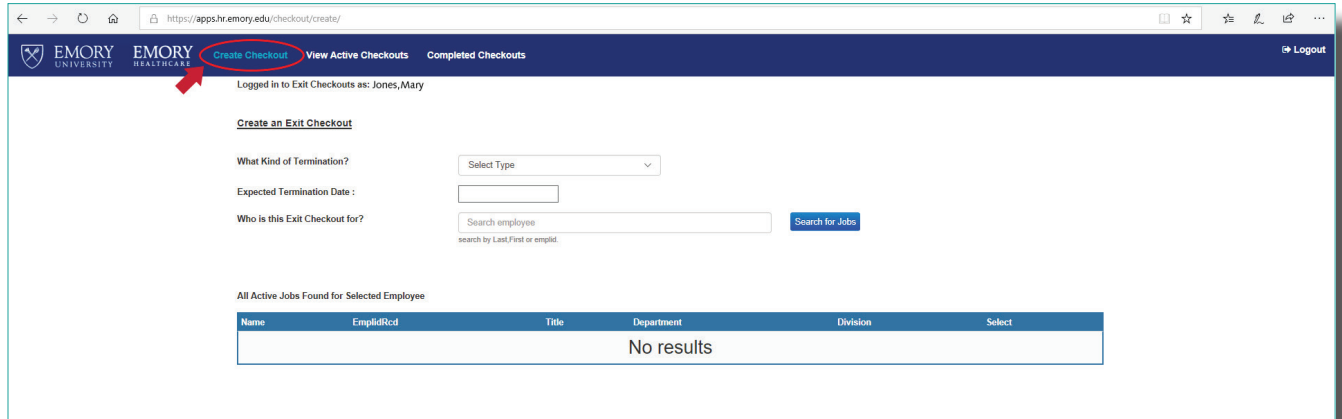 https://apps.hr.emory.edu/checkout/create/
EMORY UNIVERSITY EMORY HEALTHCARE Create Checkout View Active Checkouts Completed Checkouts Logout
Logged in to Exit Checkouts as: Jones,Mary
Create an Exit Checkout
What Kind of Termination? Select Type
Expected Termination Date :
Who is this Exit Checkout for? Search employee Search for Jobs
search by Last,First or emplid.
All Active Jobs Found for Selected Employee
Name EmplidRcd Title Department Division Select
No results